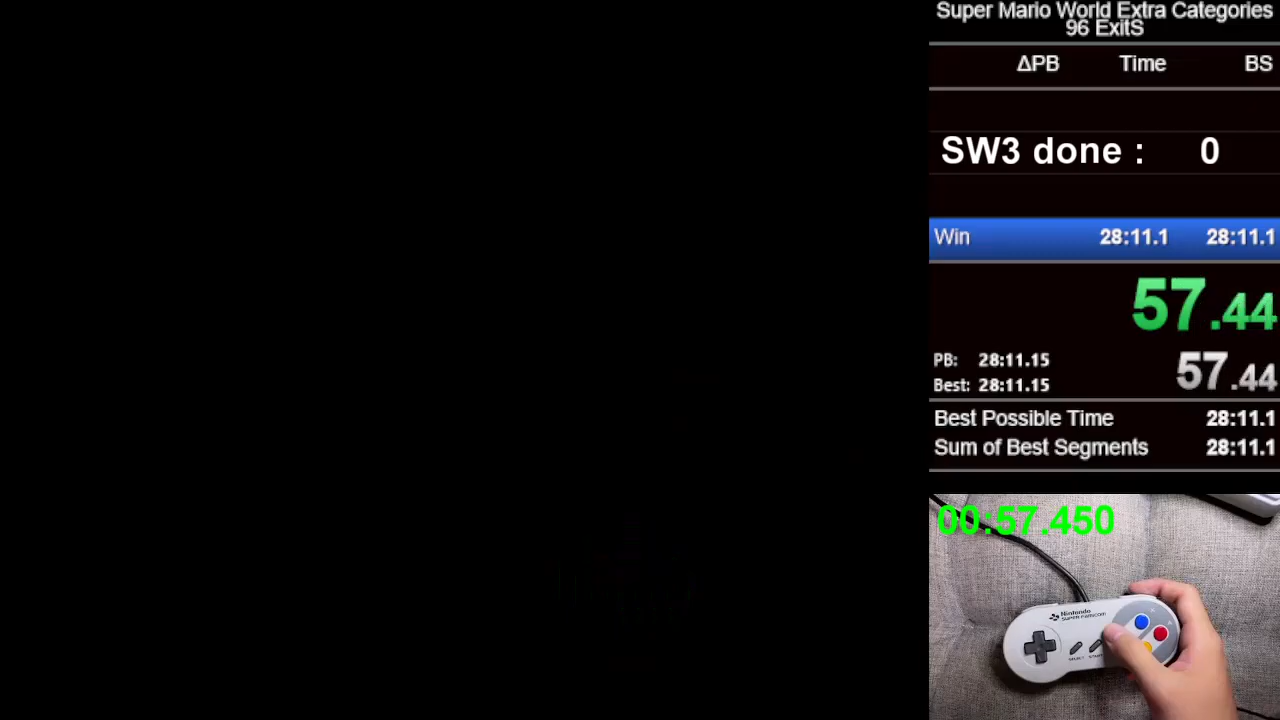 Super Mario World Extra Categories
96 ExitS
ΔPB Time BS
SW3 done : 0
Win 28:11.1 28:11.1
57.44
PB: 28:11.15 57.44
Best: 28:11.15
Best Possible Time 28:11.1
Sum of Best Segments 28:11.1
00:57.450
Nintendo
SUPER FAMICOM
SELECT START